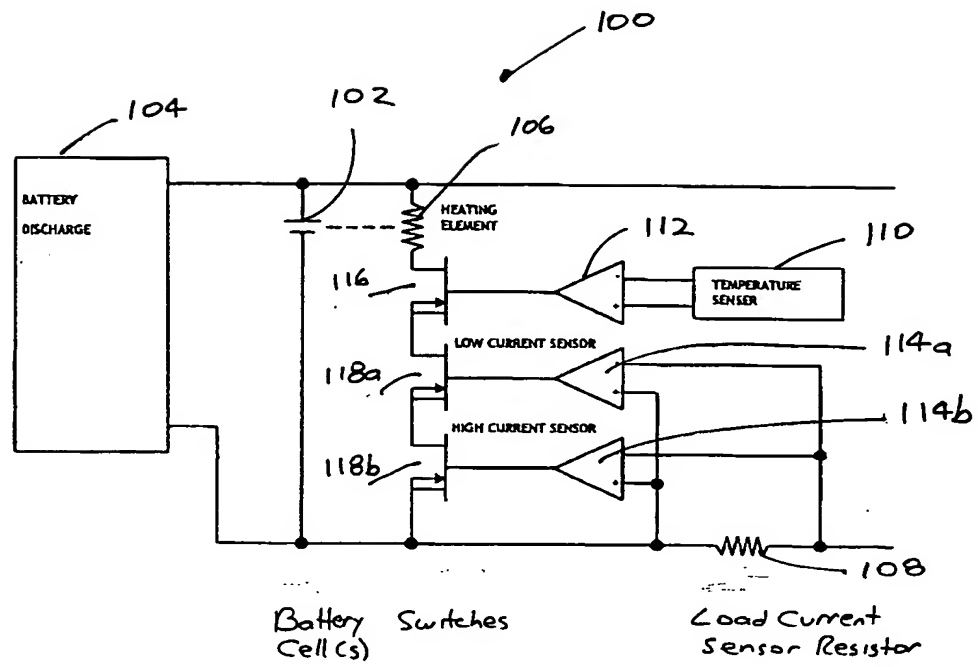 100
102
104
106
BATTERY
DISCHARGE
HEATING
ELEMENT
112
110
116
TEMPERATURE
SENSER
LOW CURRENT SENSOR
114a
118a
114b
HIGH CURRENT SENSOR
118b
108
Battery Switches
Cell(s)
Load Current
Sensor Resistor